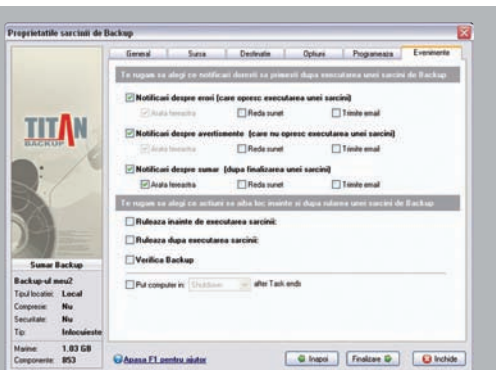 Proprietatile sarcinii de Backup
General Sursa Destinatie Optiuni Programeaza Evenimente
Te rugam sa alegi ce notificari doresti sa primesti dupa executarea unei sarcini de Backup
Notificari despre erori (care opresc executarea unei sarcini)
Arata fereastra Reda sunet Trimite email
Notificari despre avertismente (care nu opresc executarea unei sarcini)
Arata fereastra Reda sunet Trimite email
Notificari despre sumar (dupa finalizarea unei sarcini)
Arata fereastra Reda sunet Trimite email
Te rugam sa alegi ce actiuni sa aiba loc inainte si dupa rularea unei sarcini de Backup
Ruleaza inainte de executarea sarcinii:
Ruleaza dupa executarea sarcinii:
Verifica Backup
Put computer in: Shutdown after Task ends
TITAN
BACKUP
Sumar Backup
Backup-ul meu2
Tipul locatiei: Local
Compresie: Nu
Securitate: Nu
Tip: Inlocuieste
Marime: 1.03 GB
Componente: 853
Apasa F1 pentru ajutor
Inapoi Finalizare Inchide